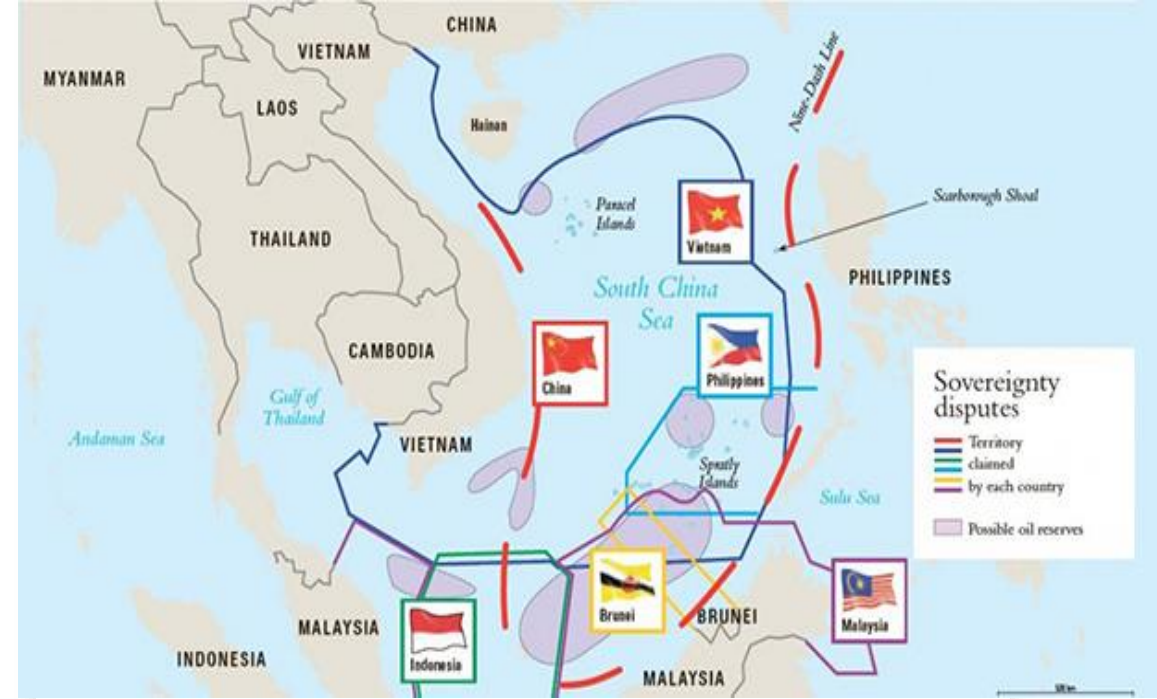 CHINA
VIETNAM
MYANMAR
LAOS
Hainan
Nine-Dash Line
Paracel
Islands
Vietnam
Scarborough Shoal
THAILAND
PHILIPPINES
South China
Sea
CAMBODIA
China
Philippines
Gulf of
Thailand
Andaman Sea
VIETNAM
Spratly
Islands
Sulu Sea
Sovereignty
disputes
Territory
claimed
by each country
Possible oil reserves
MALAYSIA
INDONESIA
Indonesia
Brunei
BRUNEI
Malaysia
MALAYSIA